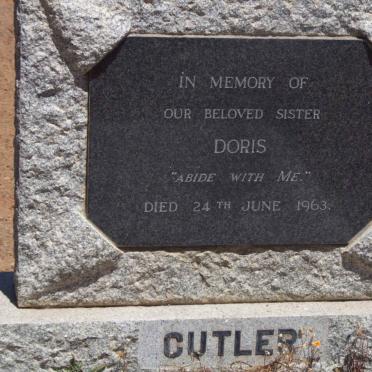 IN MEMORY OF
OUR BELOVED SISTER
DORIS
"ABIDE WITH ME."
DIED 24TH JUNE 1963.
CUTLER